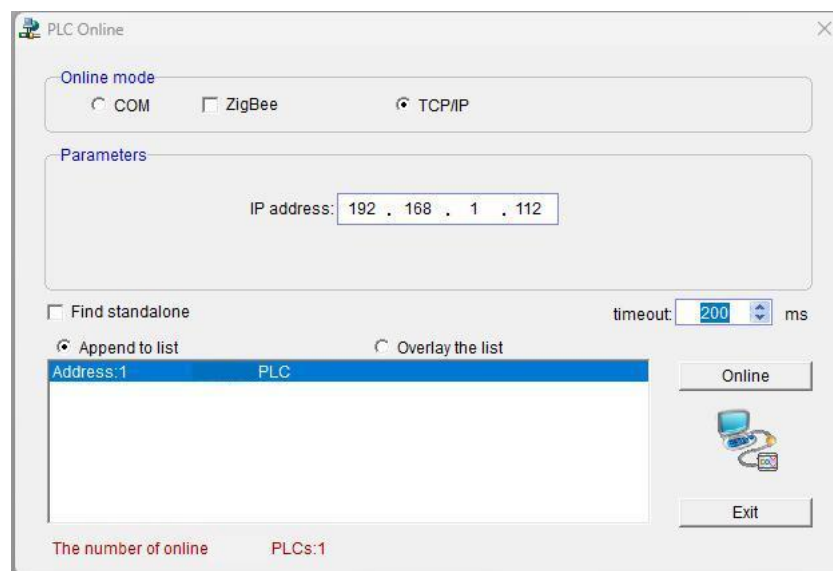 PLC Online
Online mode
COM ZigBee TCP/IP
Parameters
IP address: 192 . 168 . 1 . 112
Find standalone timeout: 200 ms
Append to list Overlay the list
Address:1 PLC
Online
Exit
The number of online PLCs:1